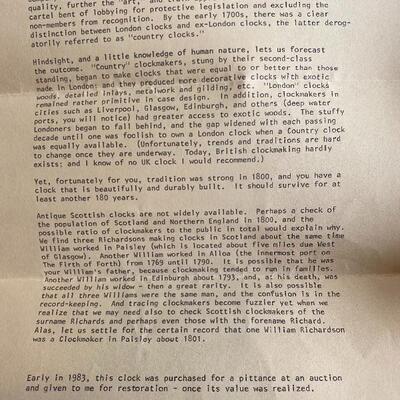 quality, further the "art,"
cartel bent of lobbying for protective legislation and excluding the
non-members from recognition. By the early 1700s, there was a clear
distinction between London clocks and ex-London clocks, the latter derog-
atorily referred to as "country clocks."
Hindsight, and a little knowledge of human nature, lets us forecast
the outcome. "Country" clockmakers, stung by their second-class
standing, began to make clocks that were equal to or better than those
made in London: and they produced more decorative clocks with exotic
woods, detailed inlays, metalwork and gilding, etc. "London" clocks
remained rather primitive in case design. In addition, clockmakers in
cities such as Liverpool, Glasgow, Edinburgh, and others (deep water
ports, you will notice) had greater access to exotic woods. The stuffy
Londoners began to fall behind, and the gap widened with each passing
decade until one was foolish to own a London clock when a Country clock
was equally available. (Unfortunately, trends and traditions are hard
to change once they are underway. Today, British clockmaking hardly
exists: and I know of no UK clock I would recommend.)
Yet, fortunately for you, tradition was strong in 1800, and you have a
clock that is beautifully and durably built. It should survive for at
least another 180 years.
Antique Scottish clocks are not widely available. Perhaps a check of
the population of Scotland and Northern England in 1800, and the
possible ratio of clockmakers to the public in total would explain why.
We find three Richardsons making clocks in Scotland about the same time
William worked in Paisley (which is located about five miles due West
of Glasgow). Another William worked in Alloa (the innermost port on
The Firth of Forth) from 1769 until 1790. It is possible that he was
your William's father, because clockmaking tended to run in families.
Another William worked in Edinburgh about 1793, and, at his death, was
succeeded by his widow - then a great rarity. It is also possible
that all three Williams were the same man, and the confusion is in the
record-keeping. And tracing clockmakers become fuzzier yet when we
realize that we may need also to check Scottish clockmakers of the
surname Richards and perhaps even those with the forename Richard.
Alas, let us settle for the certain record that one William Richardson
was a Clockmaker in Paisley about 1801.
Early in 1983, this clock was purchased for a pittance at an auction
and given to me for restoration - once its value was realized.